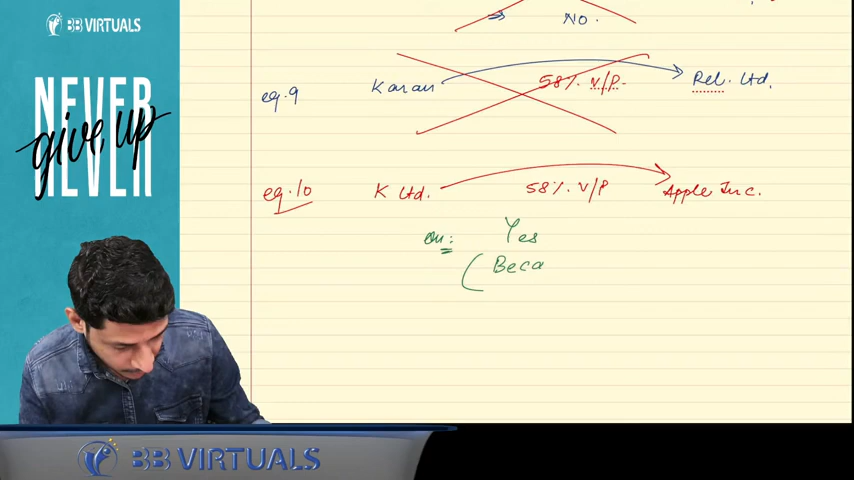 BB VIRTUALS
NEVER
give up
NEVER
⇒ NO.
eg.9 Karan 58% V/P. Rel. Ltd.
eg.10 K Ltd. 58% V/P Apple Inc.
Yes
(Beca
BB VIRTUALS